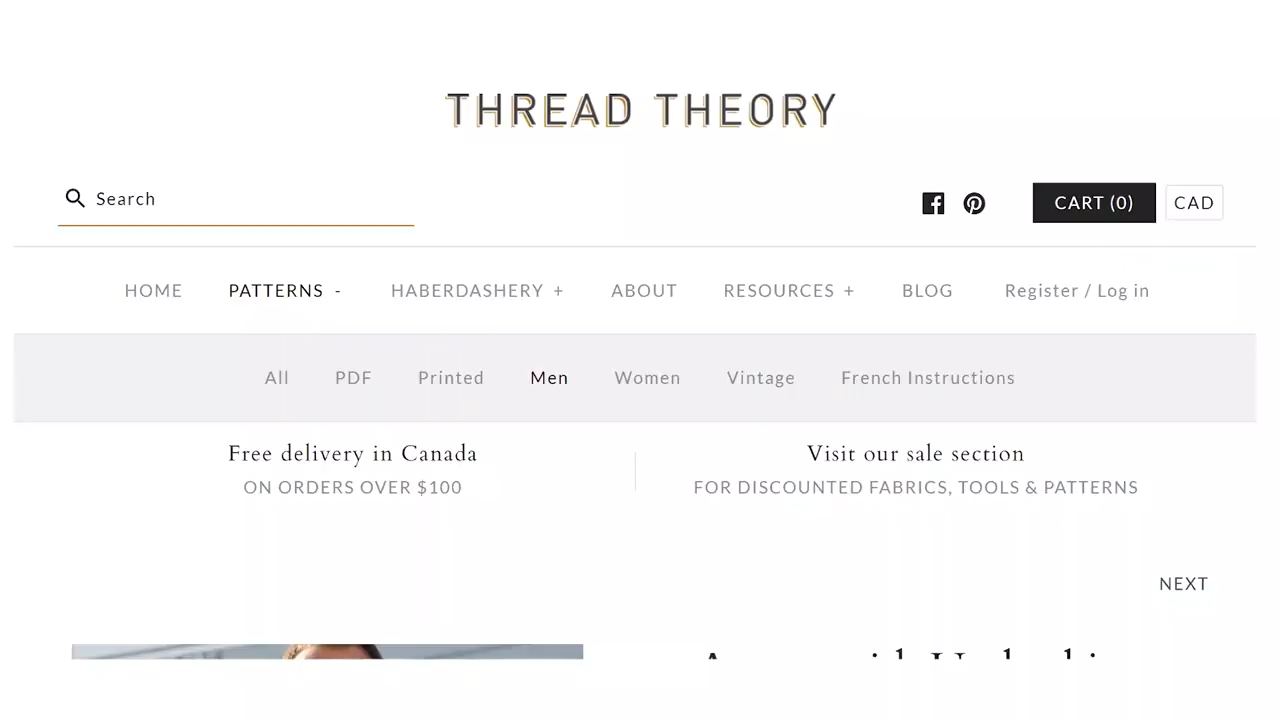 THREAD THEORY
Search
CART (0) CAD
HOME PATTERNS - HABERDASHERY + ABOUT RESOURCES + BLOG Register / Log in
All PDF Printed Men Women Vintage French Instructions
Free delivery in Canada
ON ORDERS OVER $100
Visit our sale section
FOR DISCOUNTED FABRICS, TOOLS & PATTERNS
NEXT